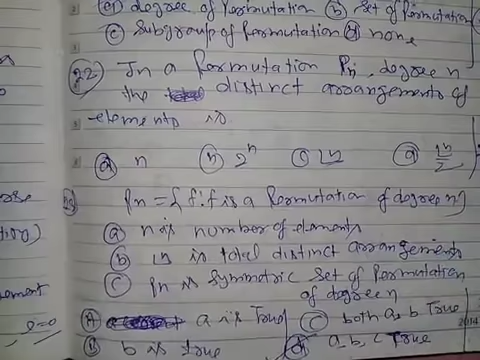 (a) degree of Permutation (b) Set of Permutation
(c) Subgroup of Permutation (d) none
(22) In a Permutation Pn, degree n
the distinct arrangements of
elements is
(a) n (b) 2^n (c) ⌊n (d) ⌊n/2
Pn = { f : f is a Permutation of degree n}
(a) n is number of elements
(b) ⌊n is total distinct arrangements
(c) Pn is Symmetric Set of Permutation
of degree n
(A) a is True (C) both a, b True
(B) b is true (D) a, b, c True